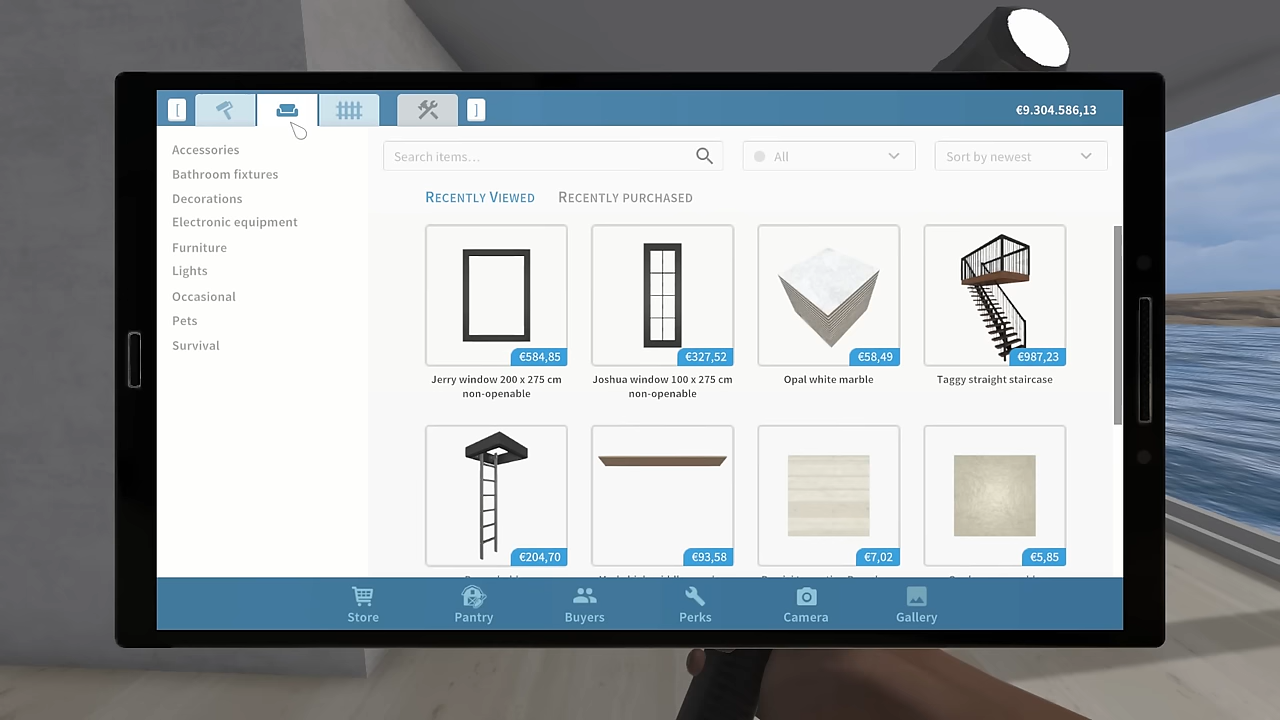 [
]
€9.304.586,13
Accessories
Bathroom fixtures
Decorations
Electronic equipment
Furniture
Lights
Occasional
Pets
Survival
Search items...
All
Sort by newest
RECENTLY VIEWED
RECENTLY PURCHASED
€584,85
€327,52
€58,49
€987,23
Jerry window 200 x 275 cm
non-openable
Joshua window 100 x 275 cm
non-openable
Opal white marble
Taggy straight staircase
€204,70
€93,58
€7,02
€5,85
Store
Pantry
Buyers
Perks
Camera
Gallery